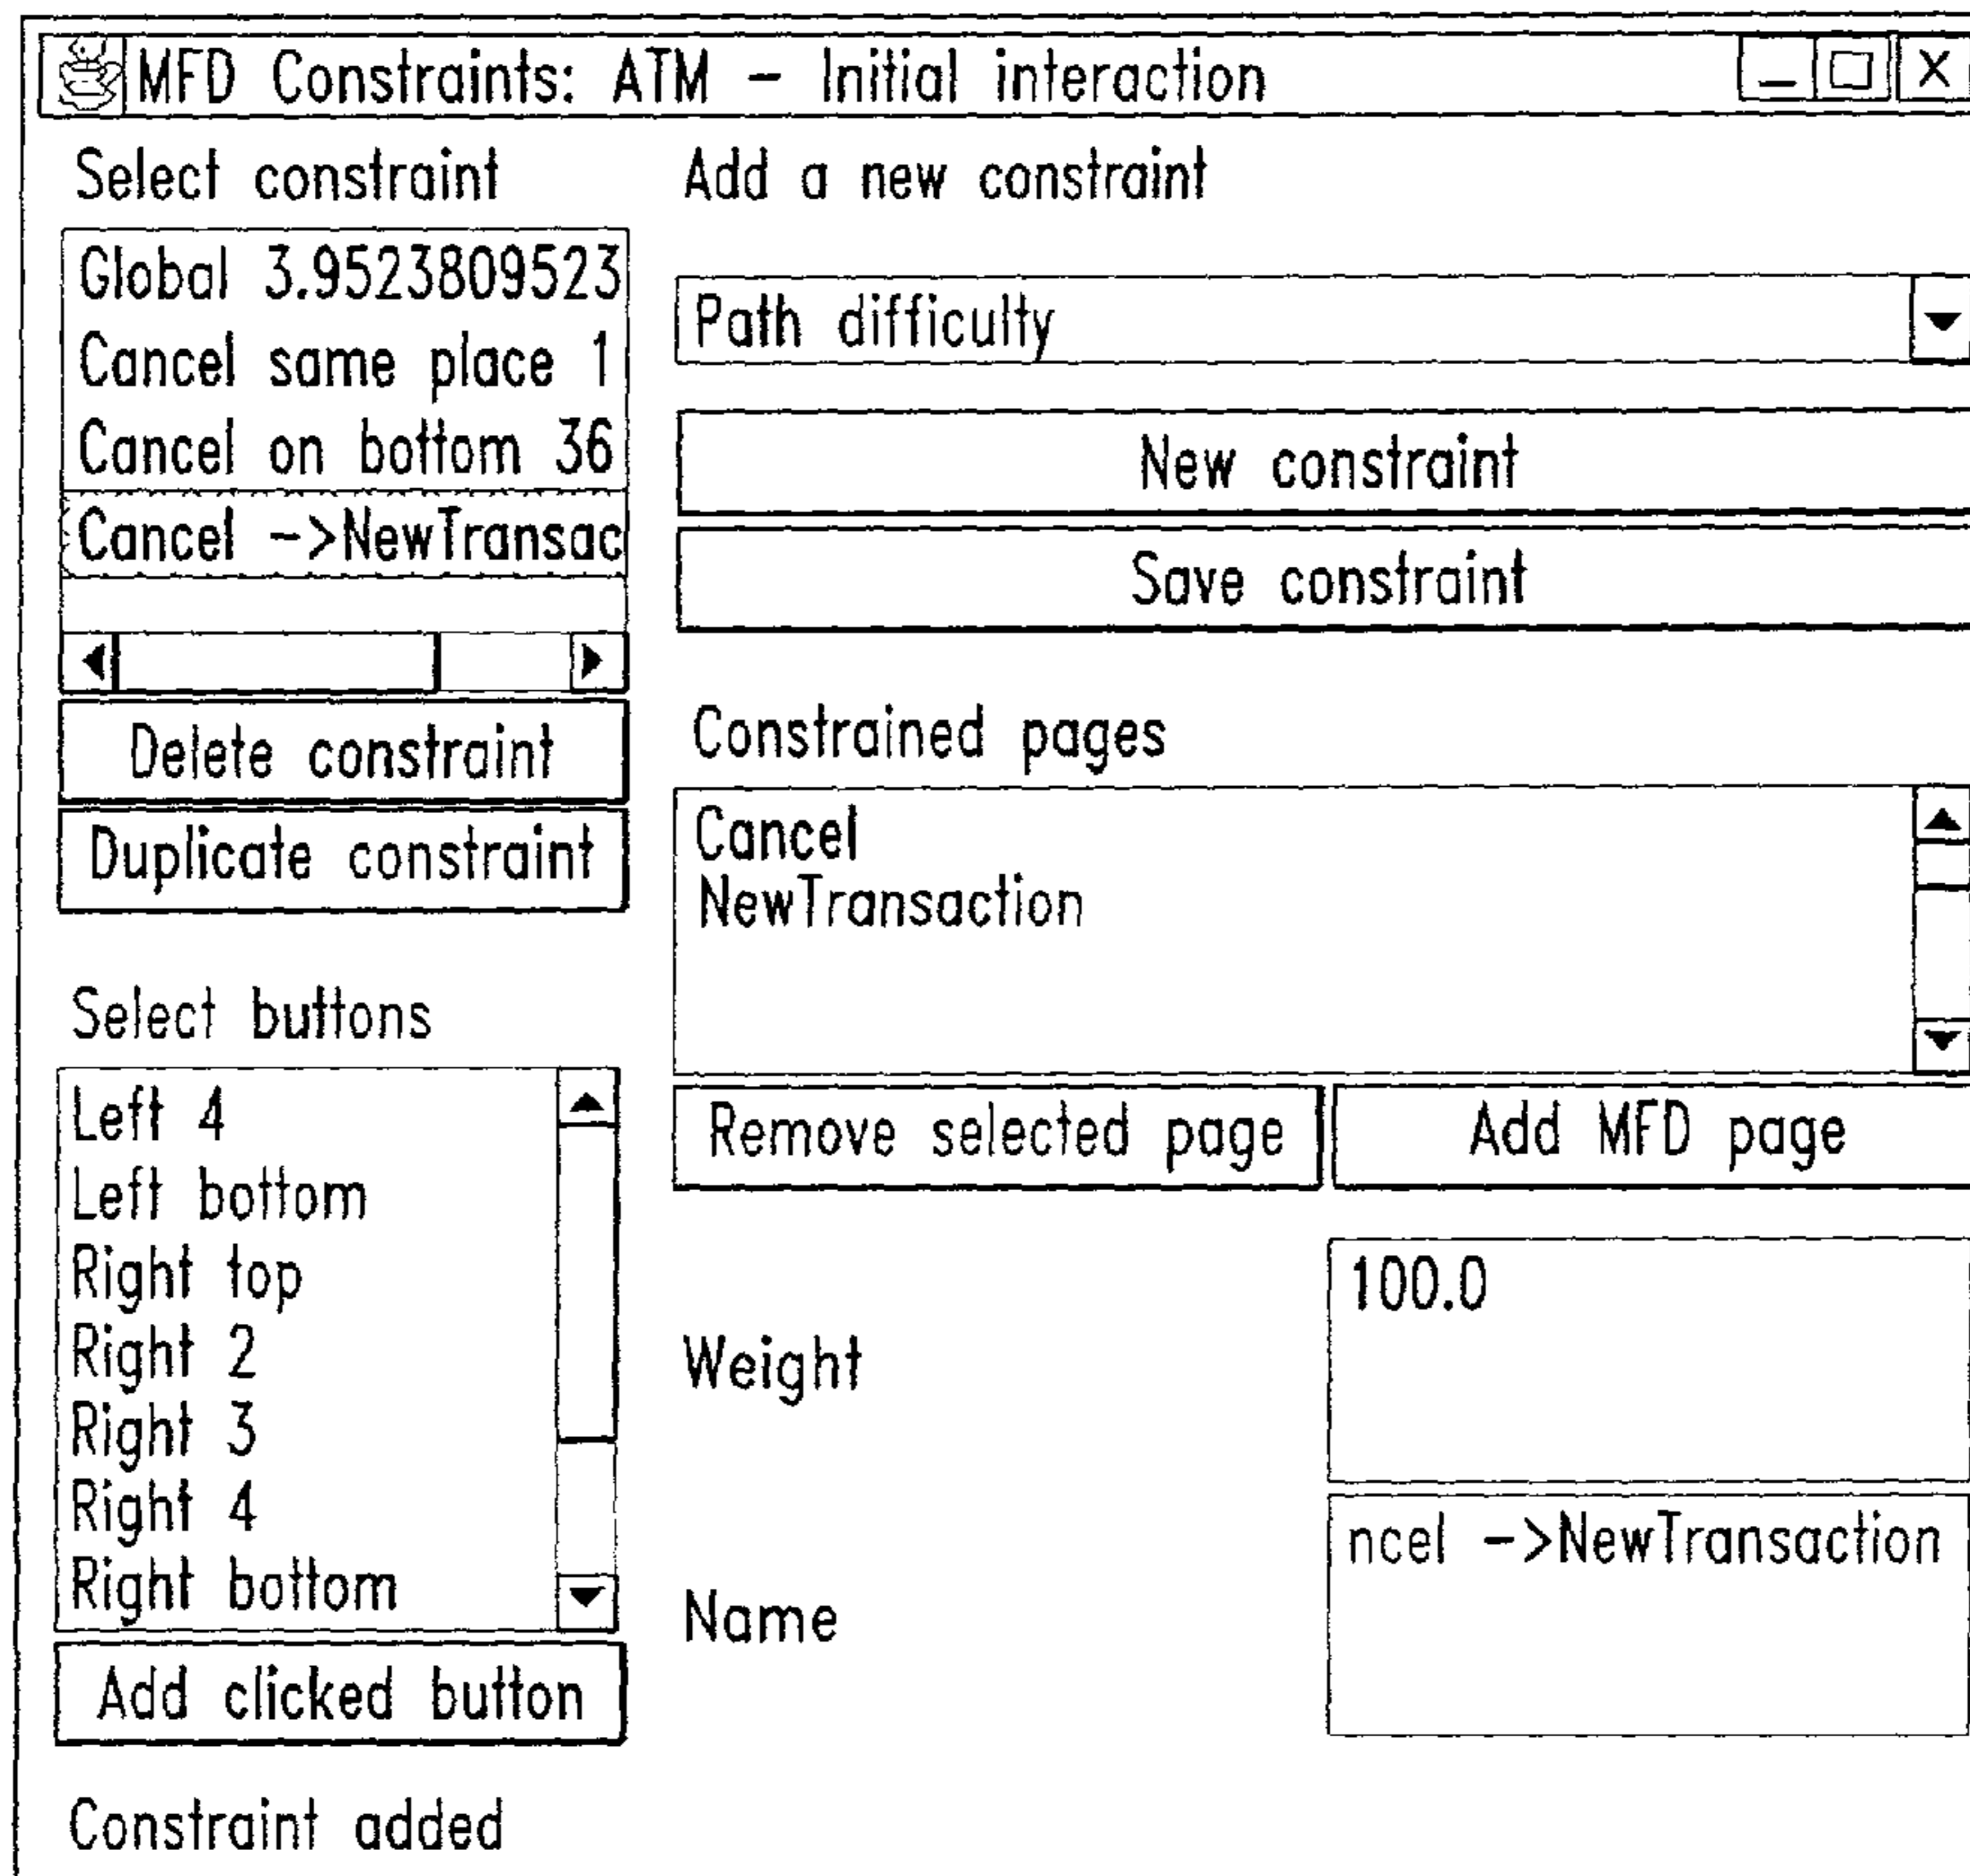 MFD Constraints: ATM – Initial interaction
Select constraint
Global 3.9523809523
Cancel same place 1
Cancel on bottom 36
Cancel ->NewTransac
Delete constraint
Duplicate constraint
Select buttons
Left 4
Left bottom
Right top
Right 2
Right 3
Right 4
Right bottom
Add clicked button
Constraint added
Add a new constraint
Path difficulty
New constraint
Save constraint
Constrained pages
Cancel
NewTransaction
Remove selected page
Add MFD page
Weight
100.0
Name
ncel ->NewTransaction